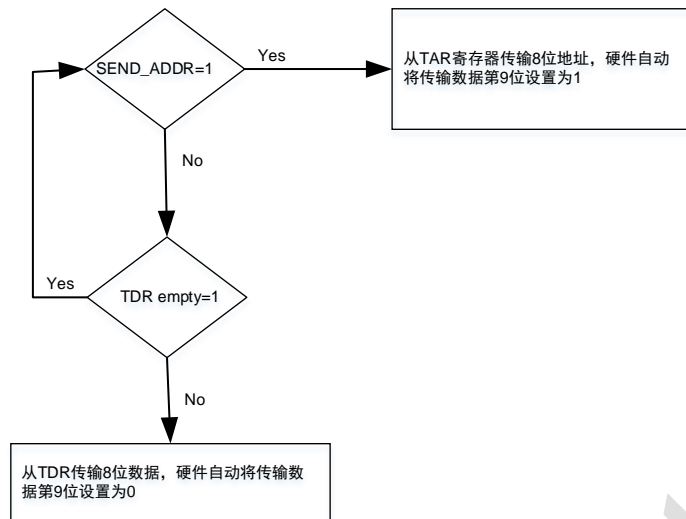 SEND_ADDR=1
Yes
从TAR寄存器传输8位地址，硬件自动
将传输数据第9位设置为1
No
TDR empty=1
Yes
No
从TDR传输8位数据，硬件自动将传输数
据第9位设置为0